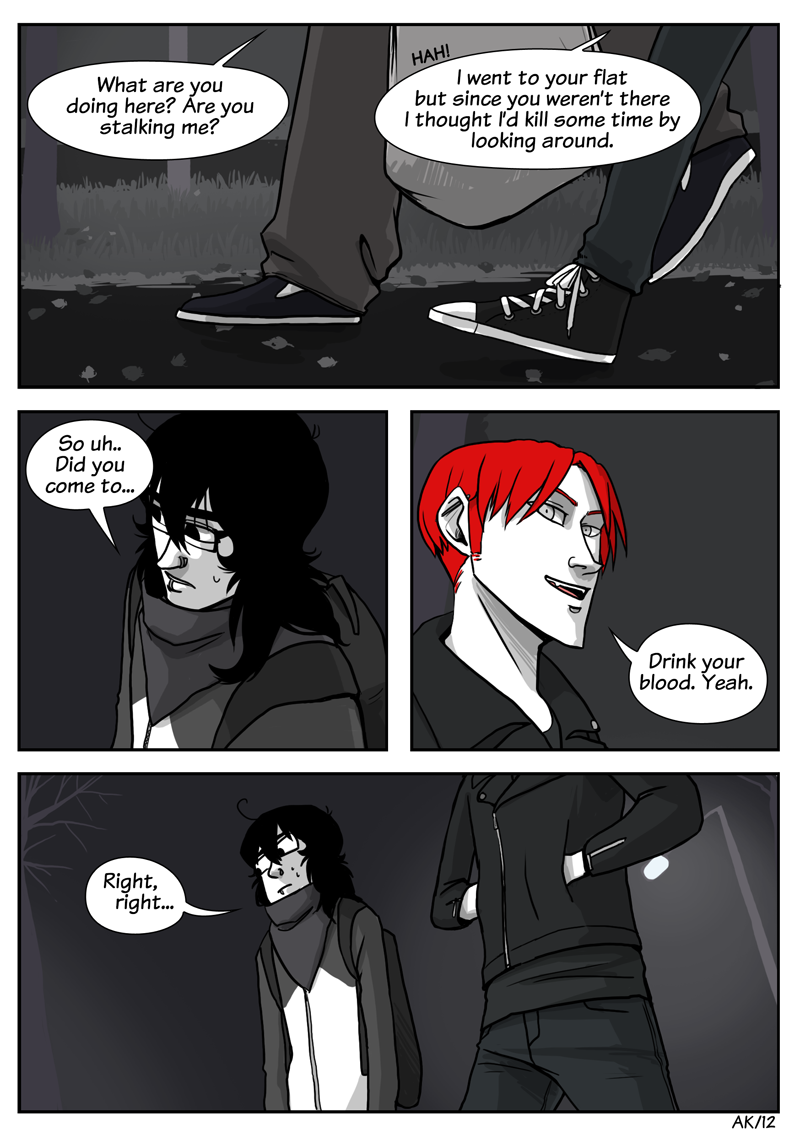 What are you
doing here? Are you
stalking me?
HAH!
I went to your flat
but since you weren't there
I thought I'd kill some time by
looking around.
So uh..
Did you
come to...
Drink your
blood. Yeah.
Right,
right...
AK/12